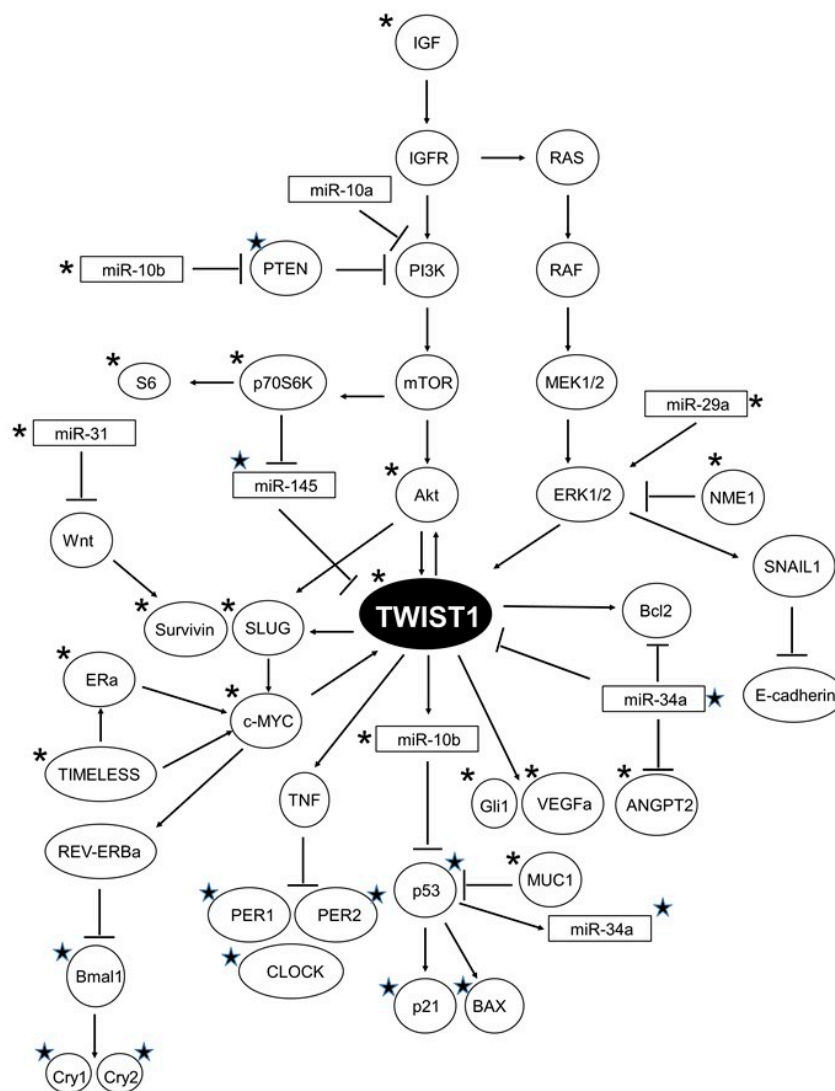 * IGF
IGFR
RAS
miR-10a
* miR-10b
PTEN
PI3K
RAF
* S6
* p70S6K
mTOR
MEK1/2
miR-29a *
* miR-31
miR-145
* Akt
ERK1/2
* NME1
Wnt
SNAIL1
* TWIST1
Bcl2
* Survivin
* SLUG
* ERa
miR-34a
E-cadherin
* c-MYC
* miR-10b
* TIMELESS
TNF
* Gli1
* VEGFa
* ANGPT2
REV-ERBa
p53
* MUC1
PER1
PER2
miR-34a
CLOCK
Bmal1
p21
BAX
Cry1
Cry2